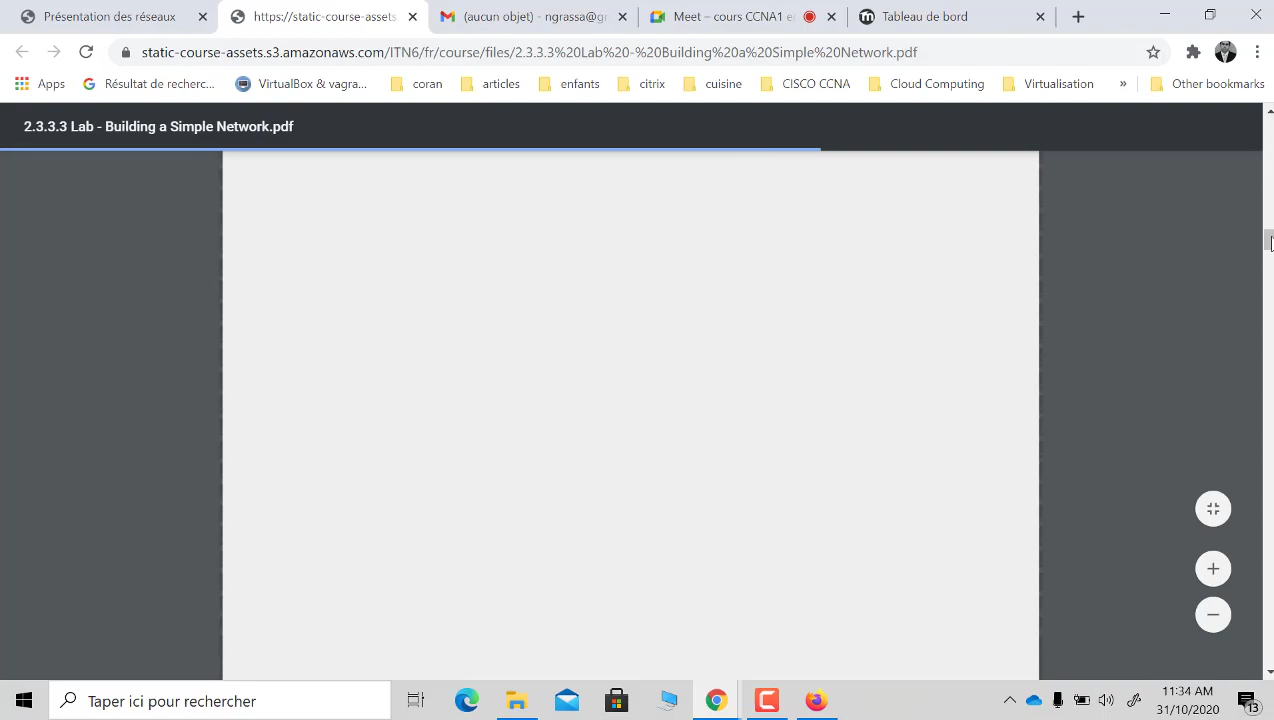 Présentation des réseaux
https://static-course-assets.
(aucun objet) - ngrassa@gr
Meet – cours CCNA1 e
Tableau de bord
static-course-assets.s3.amazonaws.com/ITN6/fr/course/files/2.3.3.3%20Lab%20-%20Building%20a%20Simple%20Network.pdf
Apps
Résultat de recherc...
VirtualBox & vagra...
coran
articles
enfants
citrix
cuisine
CISCO CCNA
Cloud Computing
Virtualisation
»
Other bookmarks
2.3.3.3 Lab - Building a Simple Network.pdf
Taper ici pour rechercher
11:34 AM
31/10/2020
13